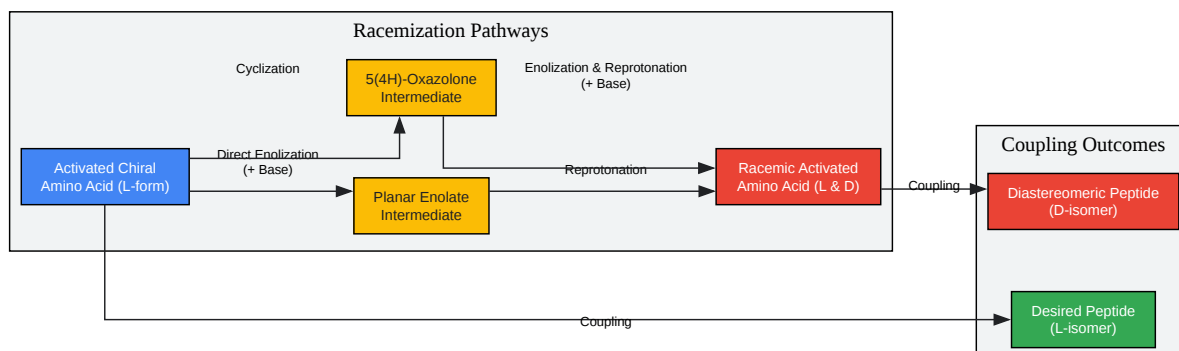 Racemization Pathways
Cyclization
5(4H)-Oxazolone
Intermediate
Enolization & Reprotonation
(+ Base)
Activated Chiral
Amino Acid (L-form)
Direct Enolization
(+ Base)
Planar Enolate
Intermediate
Reprotonation
Racemic Activated
Amino Acid (L & D)
Coupling
Coupling Outcomes
Diastereomeric Peptide
(D-isomer)
Desired Peptide
(L-isomer)
Coupling